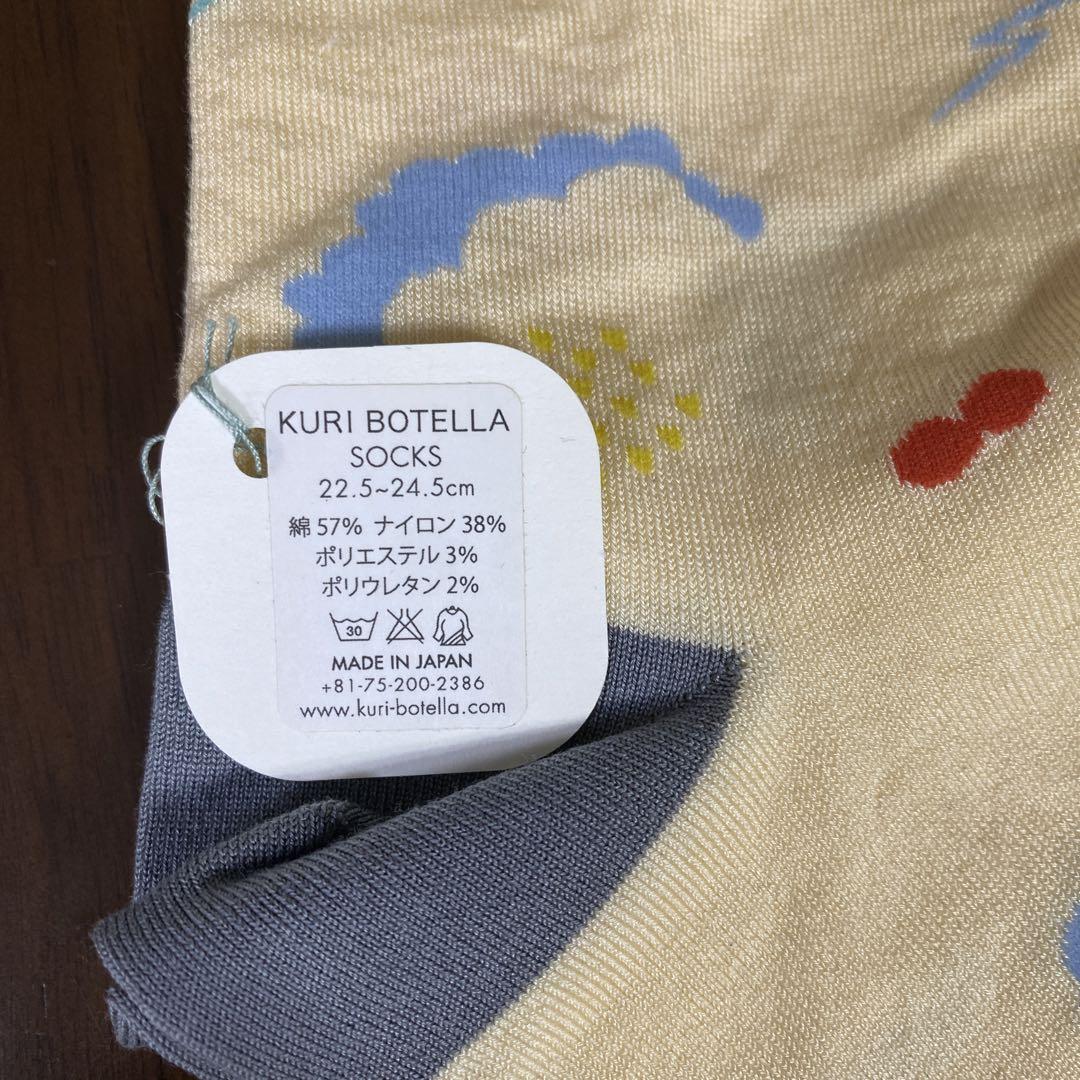 KURI BOTELLA
SOCKS
22.5~24.5cm
綿 57% ナイロン 38%
ポリエステル 3%
ポリウレタン 2%
30
MADE IN JAPAN
+81-75-200-2386
www.kuri-botella.com